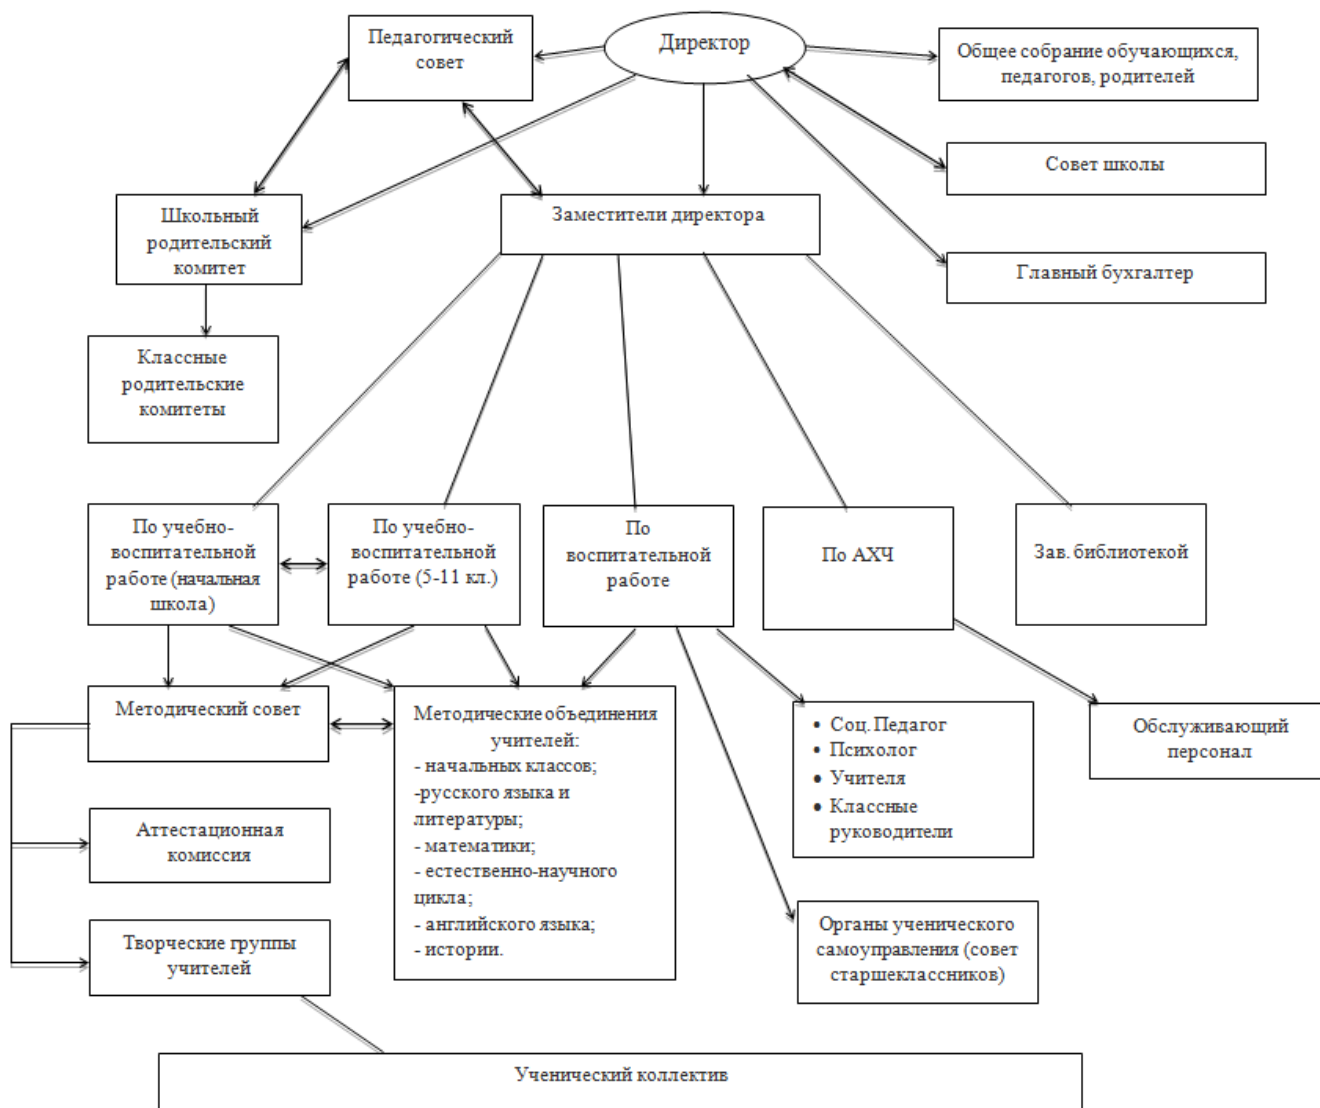 Директор
Педагогический
совет
Общее собрание обучающихся,
педагогов, родителей
Совет школы
Школьный
родительский
комитет
Заместители директора
Главный бухгалтер
Классные
родительские
комитеты
По учебно-
воспитательной
работе (начальная
школа)
По учебно-
воспитательной
работе (5-11 кл.)
По
воспитательной
работе
По АХЧ
Зав. библиотекой
Методический совет
Методические объединения
учителей:
- начальных классов;
-русского языка и
литературы;
- математики;
- естественно-научного
цикла;
- английского языка;
- истории.
• Соц. Педагог
• Психолог
• Учителя
• Классные
руководители
Обслуживающий
персонал
Аттестационная
комиссия
Творческие группы
учителей
Органы ученического
самоуправления (совет
старшеклассников)
Ученический коллектив